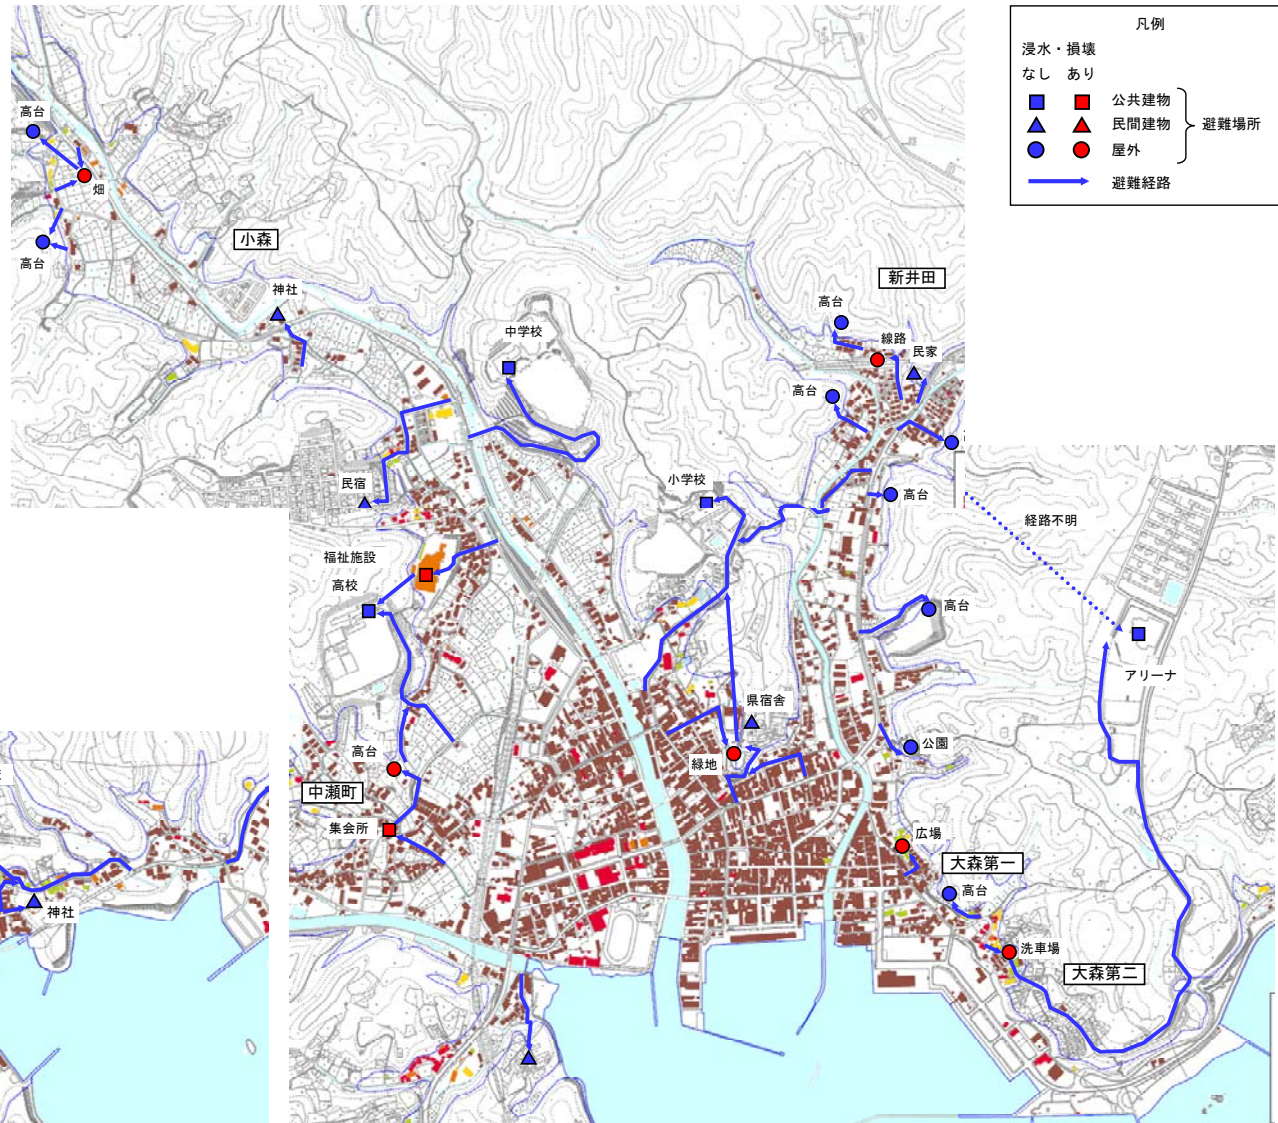 凡例
浸水・損壊
なし あり
公共建物
民間建物
避難場所
屋外
避難経路
高台
畑
高台
小森
神社
中学校
新井田
高台
線路
民家
高台
民宿
小学校
高台
経路不明
福祉施設
高校
高台
アリーナ
県宿舎
高台
緑地
公園
中瀬町
集会所
広場
大森第一
高台
神社
洗車場
大森第二